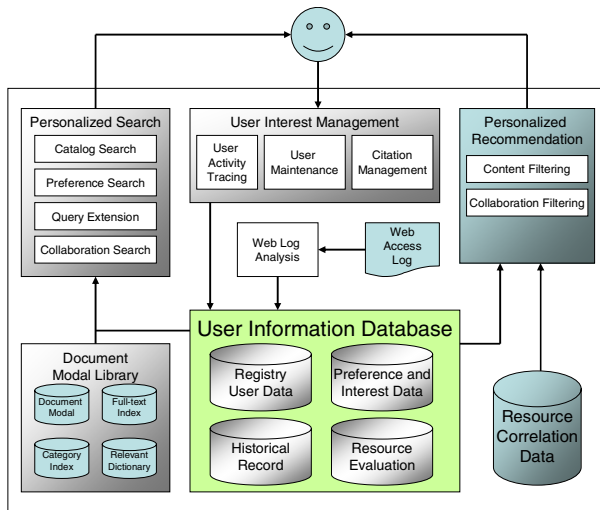 Personalized Search
Catalog Search
Preference Search
Query Extension
Collaboration Search
User Interest Management
User
Activity
Tracing
User
Maintenance
Citation
Management
Personalized
Recommendation
Content Filtering
Collaboration Filtering
Web Log
Analysis
Web
Access
Log
Document
Modal Library
Document
Modal
Full-text
Index
Category
Index
Relevant
Dictionary
User Information Database
Registry
User Data
Preference and
Interest Data
Historical
Record
Resource
Evaluation
Resource
Correlation
Data